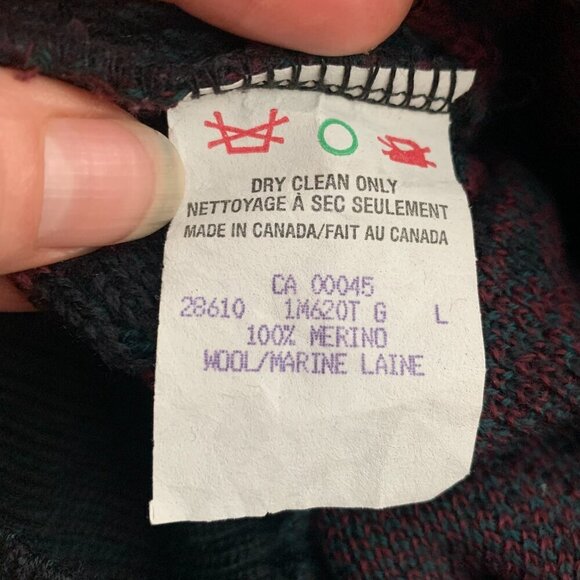 DRY CLEAN ONLY
NETTOYAGE À SEC SEULEMENT
MADE IN CANADA/FAIT AU CANADA
CA 00045
28610 1M620T G L
100% MERINO
WOOL/MARINE LAINE